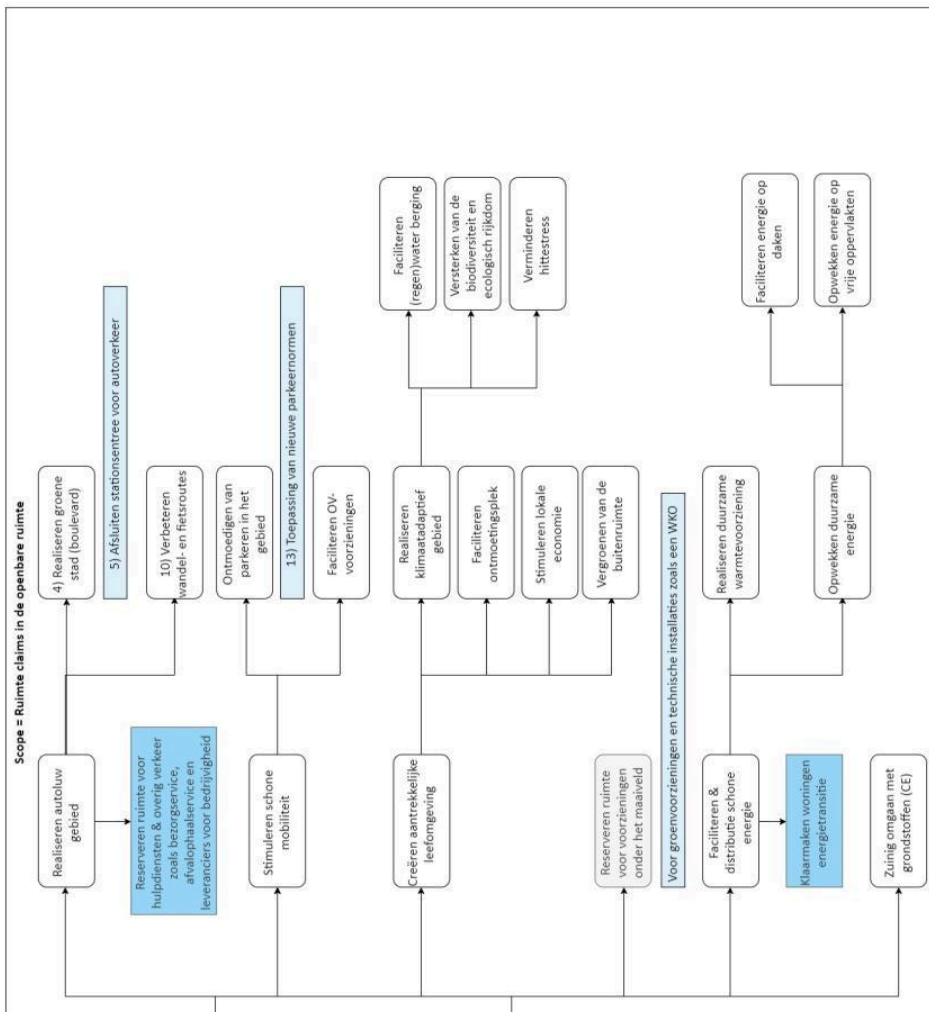 Scope = Ruimte claims in de openbare ruimte
Realiseren autoluw
gebied
Reserveren ruimte voor
hulpdiensten & overig verkeer
zoals bezorgservice,
afvalophaalservice en
leveranciers voor bedrijvigheid
4) Realiseren groene
stad (boulevard)
5) Afsluiten stationsentree voor autoverkeer
10) Verbeteren
wandel- en fietsroutes
Stimuleren schone
mobiliteit
Ontmoedigen van
parkeren in het
gebied
13) Toepassing van nieuwe parkeernormen
Faciliteren OV-
voorzieningen
Creëren aantrekkelijke
leefomgeving
Realiseren
klimaatadaptief
gebied
Faciliteren
ontmoetingsplek
Stimuleren lokale
economie
Vergroenen van de
buitenruimte
Faciliteren
(regen)water berging
Versterken van de
biodiversiteit en
ecologisch rijkdom
Verminderen
hittestress
Reserveren ruimte
voor voorzieningen
onder het maaiveld
Voor groenvoorzieningen en technische installaties zoals een WKO
Faciliteren &
distributie schone
energie
Klaarmaken woningen
energietransitie
Realiseren duurzame
warmtevoorziening
Opwekken duurzame
energie
Faciliteren energie op
daken
Opwekken energie op
vrije oppervlakten
Zuinig omgaan met
grondstoffen (CE)